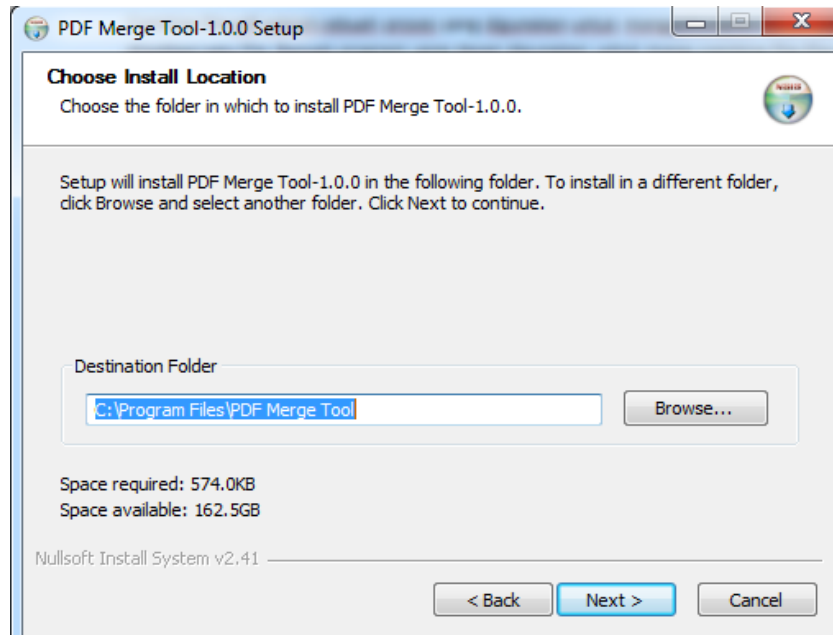 PDF Merge Tool-1.0.0 Setup
Choose Install Location
Choose the folder in which to install PDF Merge Tool-1.0.0.
Setup will install PDF Merge Tool-1.0.0 in the following folder. To install in a different folder,
click Browse and select another folder. Click Next to continue.
Destination Folder
C:\Program Files\PDF Merge Tool
Browse...
Space required: 574.0KB
Space available: 162.5GB
Nullsoft Install System v2.41
< Back
Next >
Cancel